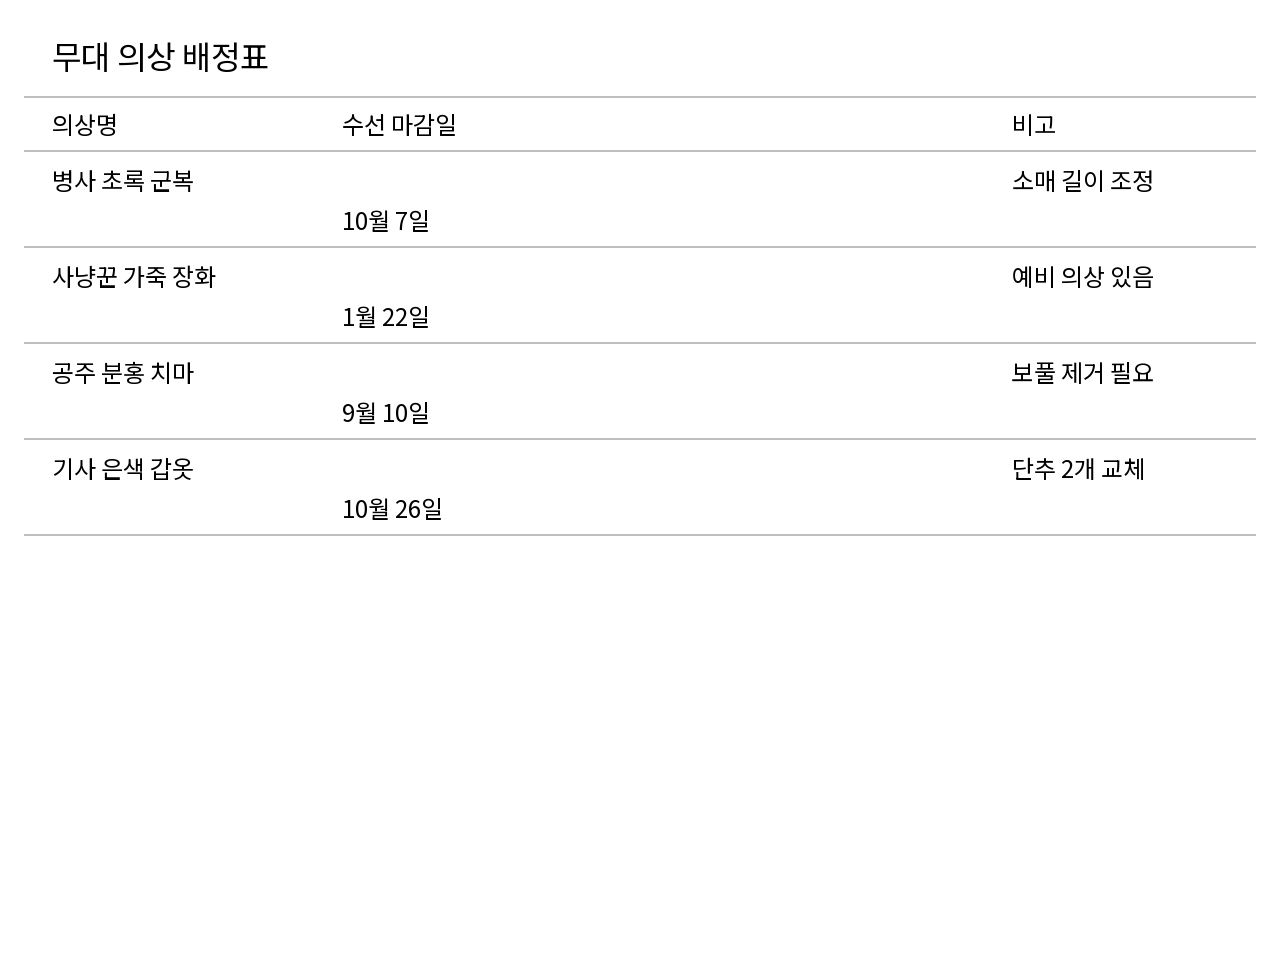 무대 의상 배정표
의상명 수선 마감일 비고
병사 초록 군복 소매 길이 조정
10월 7일
사냥꾼 가죽 장화 예비 의상 있음
1월 22일
공주 분홍 치마 보풀 제거 필요
9월 10일
기사 은색 갑옷 단추 2개 교체
10월 26일